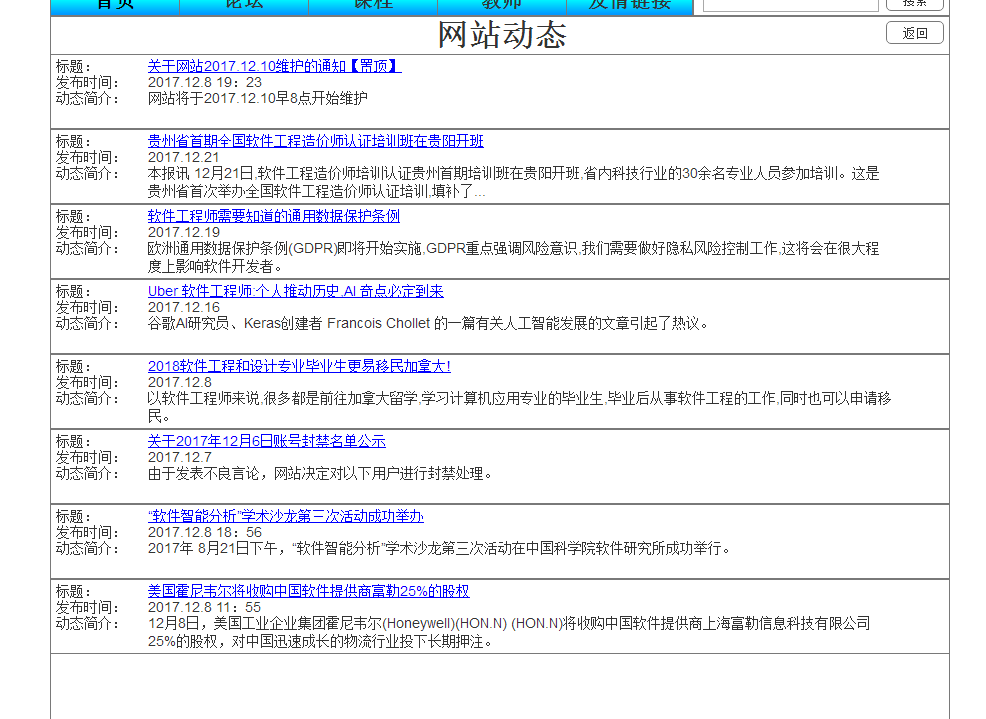 首页 论坛 课程 教师 友情链接 搜索
网站动态 返回
标题： 关于网站2017.12.10维护的通知【置顶】
发布时间： 2017.12.8 19：23
动态简介： 网站将于2017.12.10早8点开始维护
标题： 贵州省首期全国软件工程造价师认证培训班在贵阳开班
发布时间： 2017.12.21
动态简介： 本报讯 12月21日,软件工程造价师培训认证贵州首期培训班在贵阳开班,省内科技行业的30余名专业人员参加培训。这是
贵州省首次举办全国软件工程造价师认证培训,填补了...
标题： 软件工程师需要知道的通用数据保护条例
发布时间： 2017.12.19
动态简介： 欧洲通用数据保护条例(GDPR)即将开始实施,GDPR重点强调风险意识,我们需要做好隐私风险控制工作,这将会在很大程
度上影响软件开发者。
标题： Uber 软件工程师:个人推动历史,AI 奇点必定到来
发布时间： 2017.12.16
动态简介： 谷歌AI研究员、Keras创建者 Francois Chollet 的一篇有关人工智能发展的文章引起了热议。
标题： 2018软件工程和设计专业毕业生更易移民加拿大!
发布时间： 2017.12.8
动态简介： 以软件工程师来说,很多都是前往加拿大留学,学习计算机应用专业的毕业生,毕业后从事软件工程的工作,同时也可以申请移
民。
标题： 关于2017年12月6日账号封禁名单公示
发布时间： 2017.12.7
动态简介： 由于发表不良言论，网站决定对以下用户进行封禁处理。
标题： “软件智能分析”学术沙龙第三次活动成功举办
发布时间： 2017.12.8 18：56
动态简介： 2017年 8月21日下午，“软件智能分析”学术沙龙第三次活动在中国科学院软件研究所成功举行。
标题： 美国霍尼韦尔将收购中国软件提供商富勒25%的股权
发布时间： 2017.12.8 11：55
动态简介： 12月8日，美国工业企业集团霍尼韦尔(Honeywell)(HON.N) (HON.N)将收购中国软件提供商上海富勒信息科技有限公司
25%的股权，对中国迅速成长的物流行业投下长期押注。